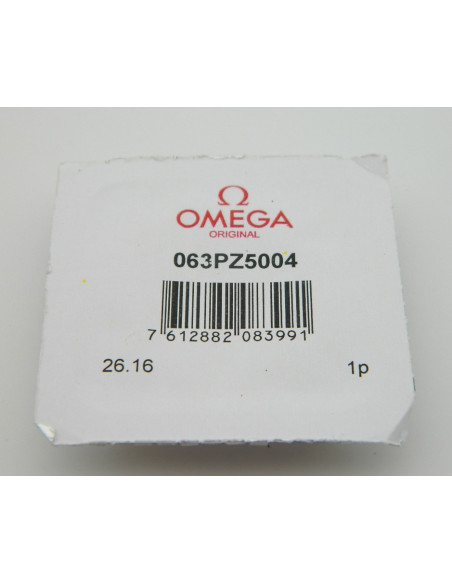 Ω
OMEGA
ORIGINAL
063PZ5004
7 612882 083991
26.16 1p